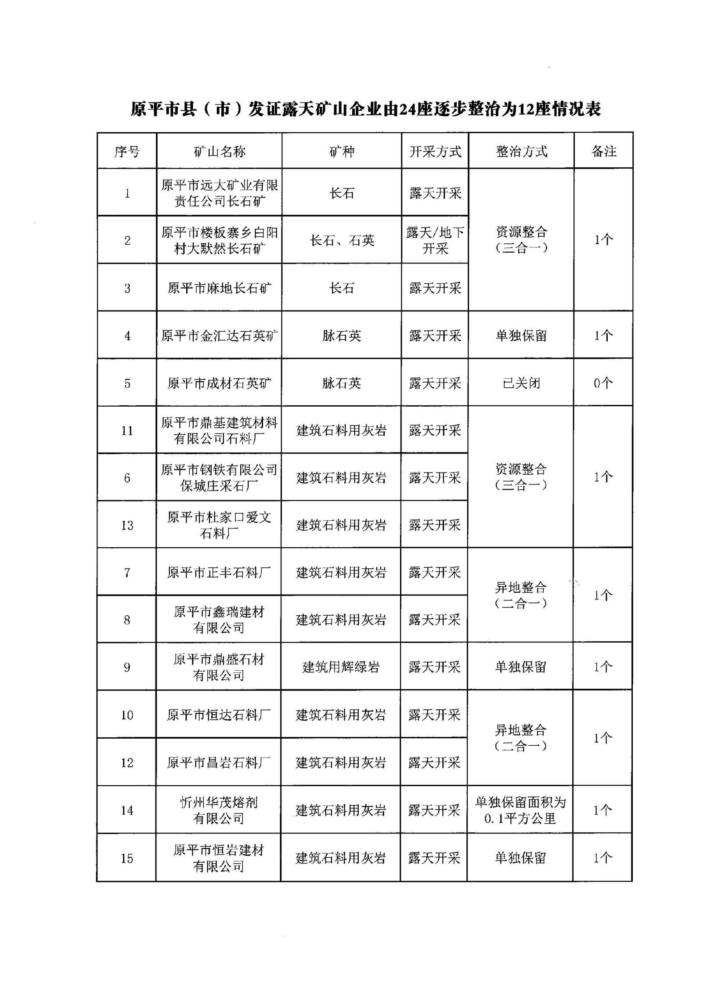 原平市县（市）发证露天矿山企业由24座逐步整治为12座情况表
序号 矿山名称 矿种 开采方式 整治方式 备注
1 原平市远大矿业有限
责任公司长石矿 长石 露天开采
资源整合
（三合一） 1个
2 原平市楼板寨乡白阳
村大默然长石矿 长石、石英 露天/地下
开采
3 原平市麻地长石矿 长石 露天开采
4 原平市金汇达石英矿 脉石英 露天开采 单独保留 1个
5 原平市成材石英矿 脉石英 露天开采 已关闭 0个
11 原平市鼎基建筑材料
有限公司石料厂 建筑石料用灰岩 露天开采
资源整合
（三合一） 1个
6 原平市钢铁有限公司
保城庄采石厂 建筑石料用灰岩 露天开采
13 原平市杜家口爱文
石料厂 建筑石料用灰岩 露天开采
7 原平市正丰石料厂 建筑石料用灰岩 露天开采
异地整合
（二合一） 1个
8 原平市鑫瑞建材
有限公司 建筑石料用灰岩 露天开采
9 原平市鼎盛石材
有限公司 建筑用辉绿岩 露天开采 单独保留 1个
10 原平市恒达石料厂 建筑石料用灰岩 露天开采
异地整合
（二合一） 1个
12 原平市昌岩石料厂 建筑石料用灰岩 露天开采
14 忻州华茂熔剂
有限公司 建筑石料用灰岩 露天开采 单独保留面积为
0.1平方公里 1个
15 原平市恒岩建材
有限公司 建筑石料用灰岩 露天开采 单独保留 1个